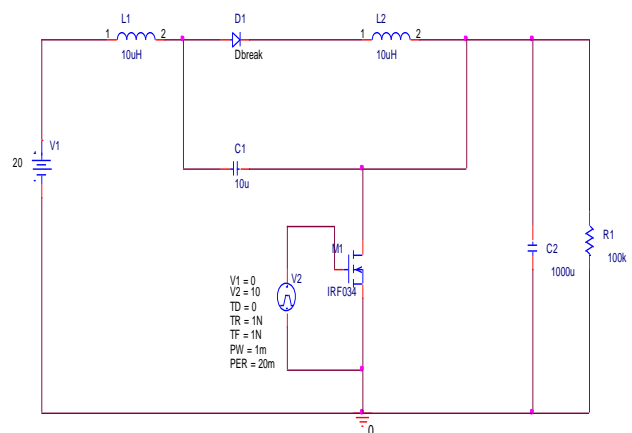 L1
1 2
10uH
D1
Dbreak
L2
1 2
10uH
V1
20
C1
10u
M1
IRF034
V2
V1 = 0
V2 = 10
TD = 0
TR = 1N
TF = 1N
PW = 1m
PER = 20m
C2
1000u
R1
100k
0